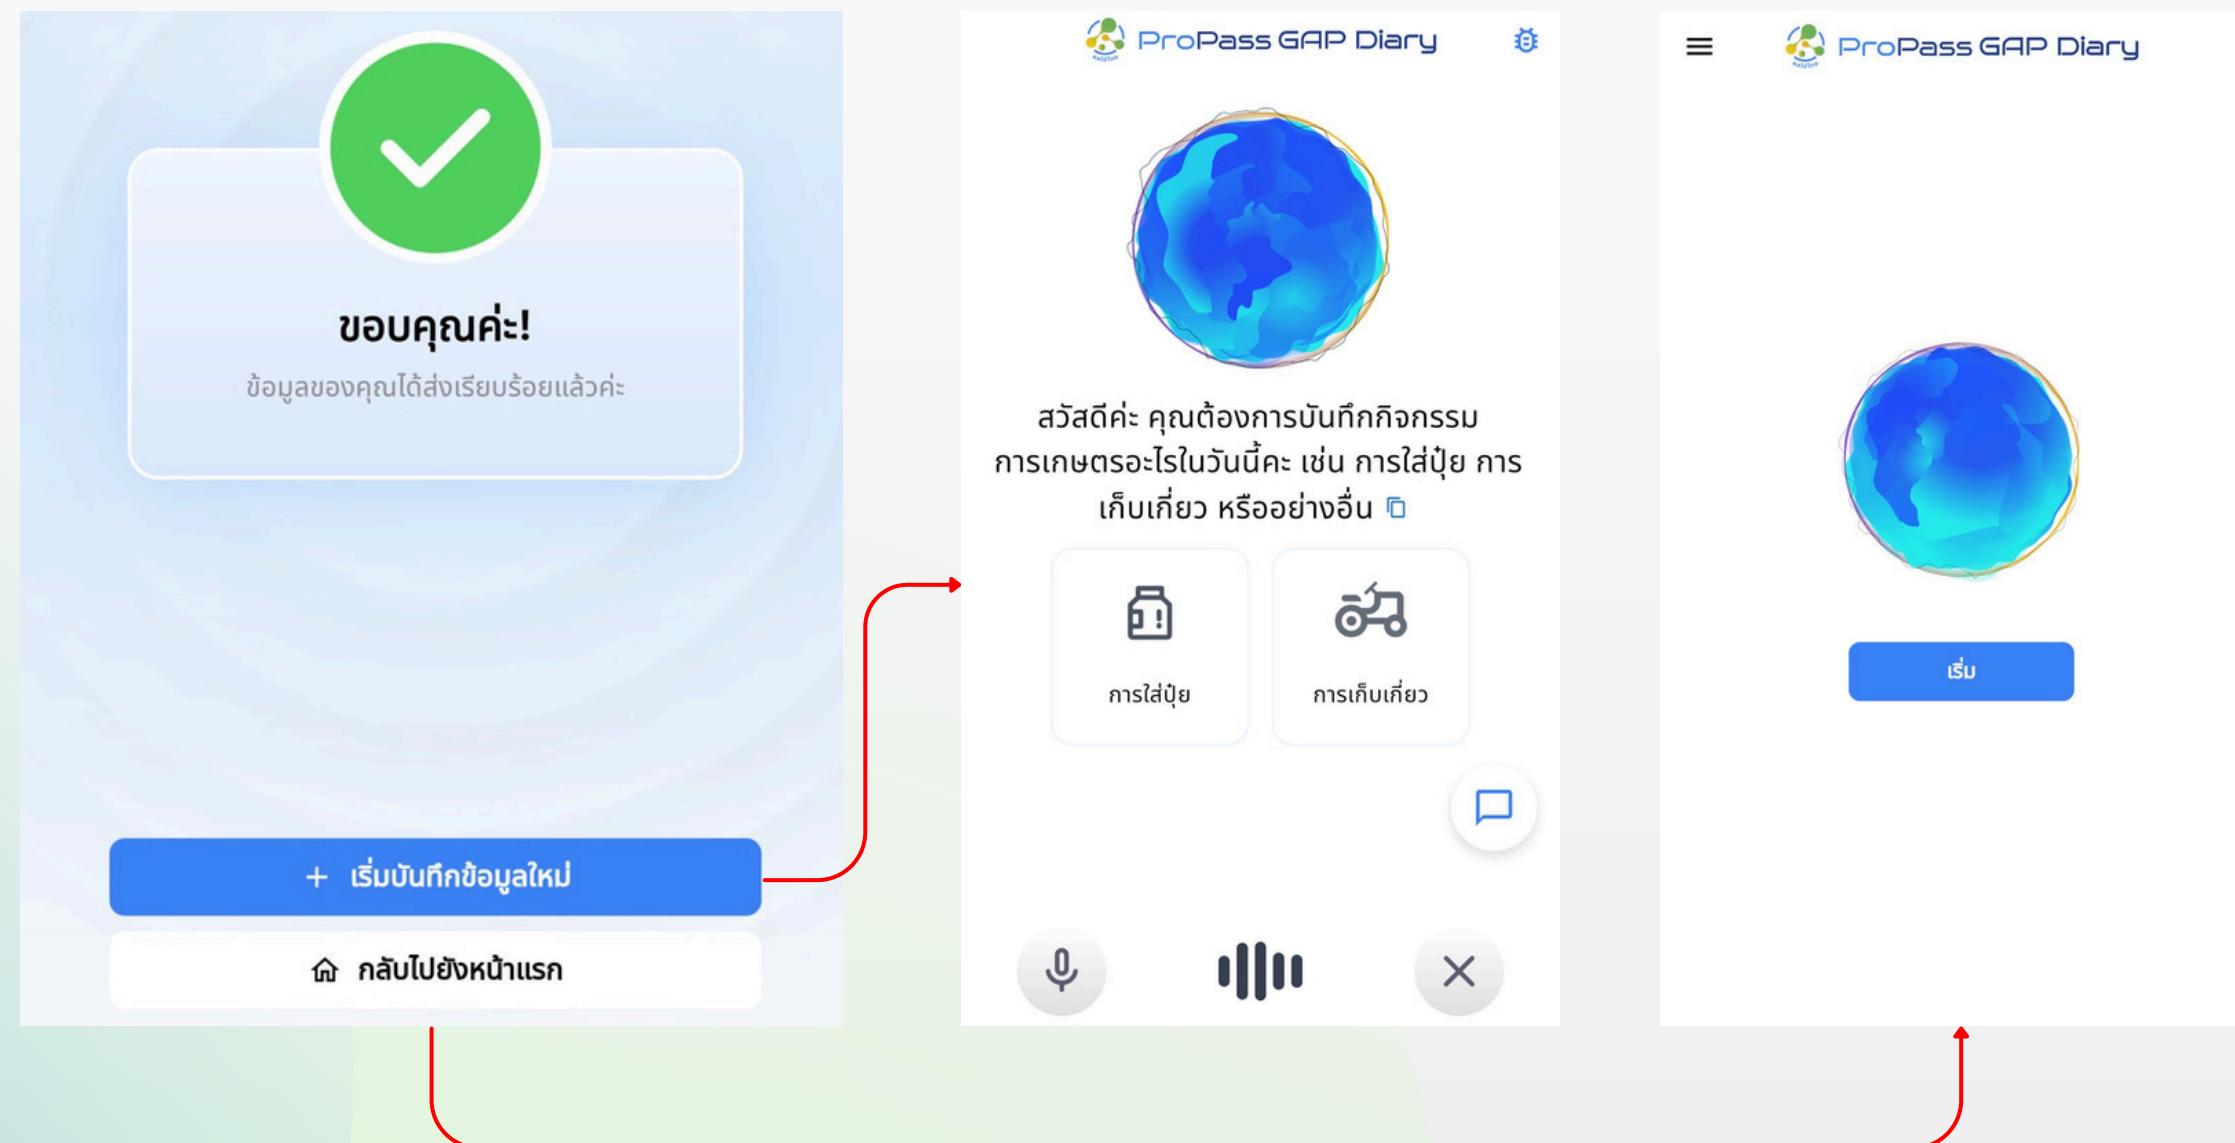 ขอบคุณค่ะ!
ข้อมูลของคุณได้ส่งเรียบร้อยแล้วค่ะ
+ เริ่มบันทึกข้อมูลใหม่
กลับไปยังหน้าแรก
ProPass GAP Diary
สวัสดีค่ะ คุณต้องการบันทึกกิจกรรม
การเกษตรอะไรในวันนี้คะ เช่น การใส่ปุ๋ย การ
เก็บเกี่ยว หรืออย่างอื่น
การใส่ปุ๋ย
การเก็บเกี่ยว
ProPass GAP Diary
เริ่ม